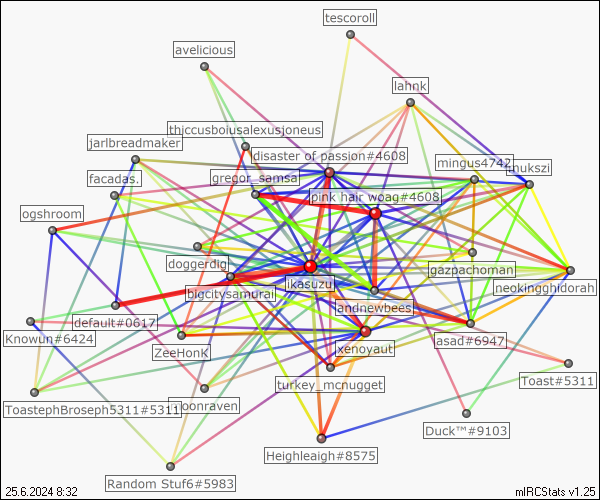 tescoroll
avelicious
lahnk
thiccusboiusalexusjoneus
jarlbreadmaker
disaster of passion#4608
mingus4742
znukszi
facadas.
gregor_samsa
pink hair woag#4608
ogshroom
doggerdig
gazpachoman
bigcitysamurai
ikasuzu
neokingghidorah
landnewbees
default#0617
Knowun#6424
ZeeHonK
xenoyaut
asad#6947
turkey_mcnugget
Toast#5311
ToastephBroseph5311#5311
moonraven
Duck™#9103
Heighleaigh#8575
Random Stuf6#5983
25.6.2024 8:32
mIRCStats v1.25